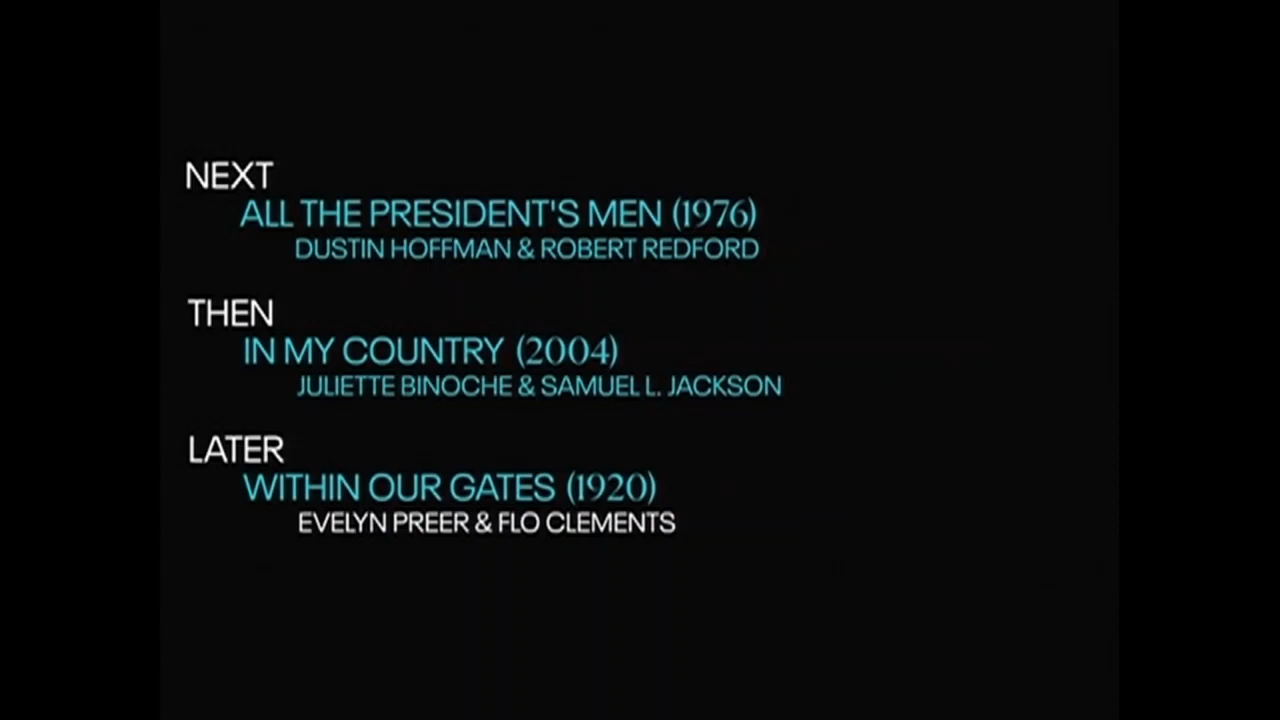 NEXT
ALL THE PRESIDENT'S MEN (1976)
DUSTIN HOFFMAN & ROBERT REDFORD
THEN
IN MY COUNTRY (2004)
JULIETTE BINOCHE & SAMUEL L. JACKSON
LATER
WITHIN OUR GATES (1920)
EVELYN PREER & FLO CLEMENTS